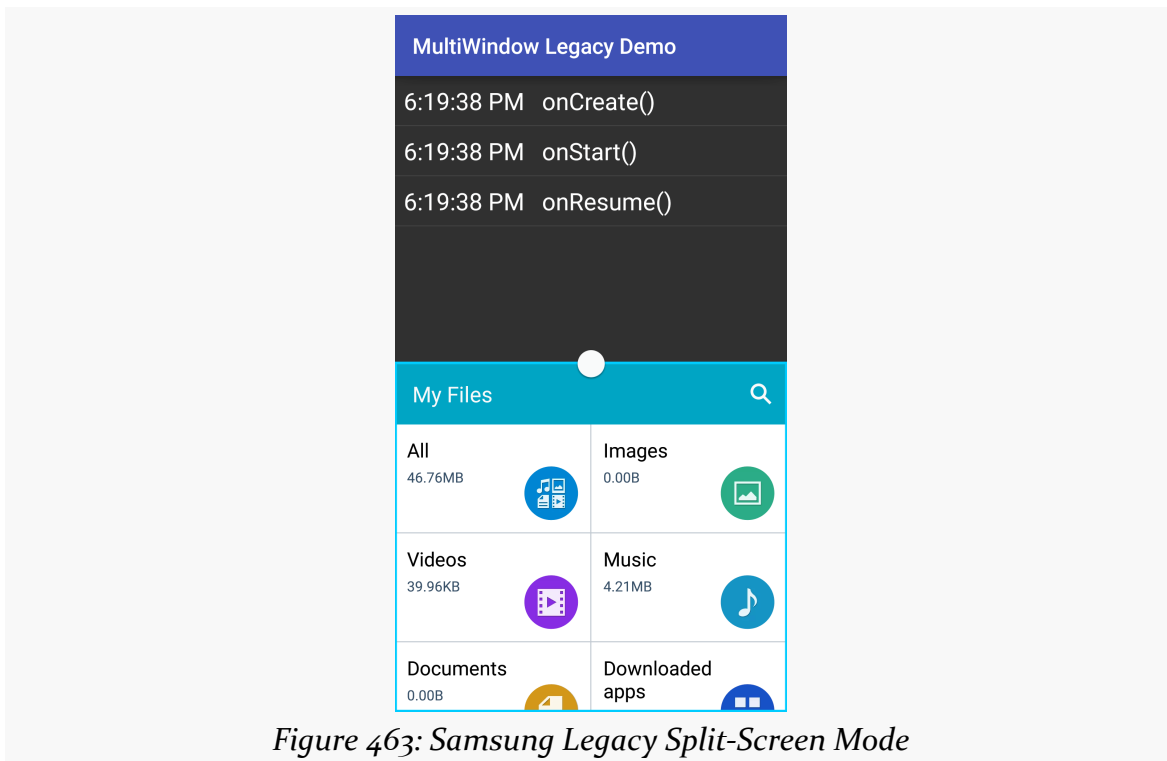 MultiWindow Legacy Demo
6:19:38 PM onCreate()
6:19:38 PM onStart()
6:19:38 PM onResume()
My Files
All
46.76MB
Images
0.00B
Videos
39.96KB
Music
4.21MB
Documents
0.00B
Downloaded
apps
Figure 463: Samsung Legacy Split-Screen Mode